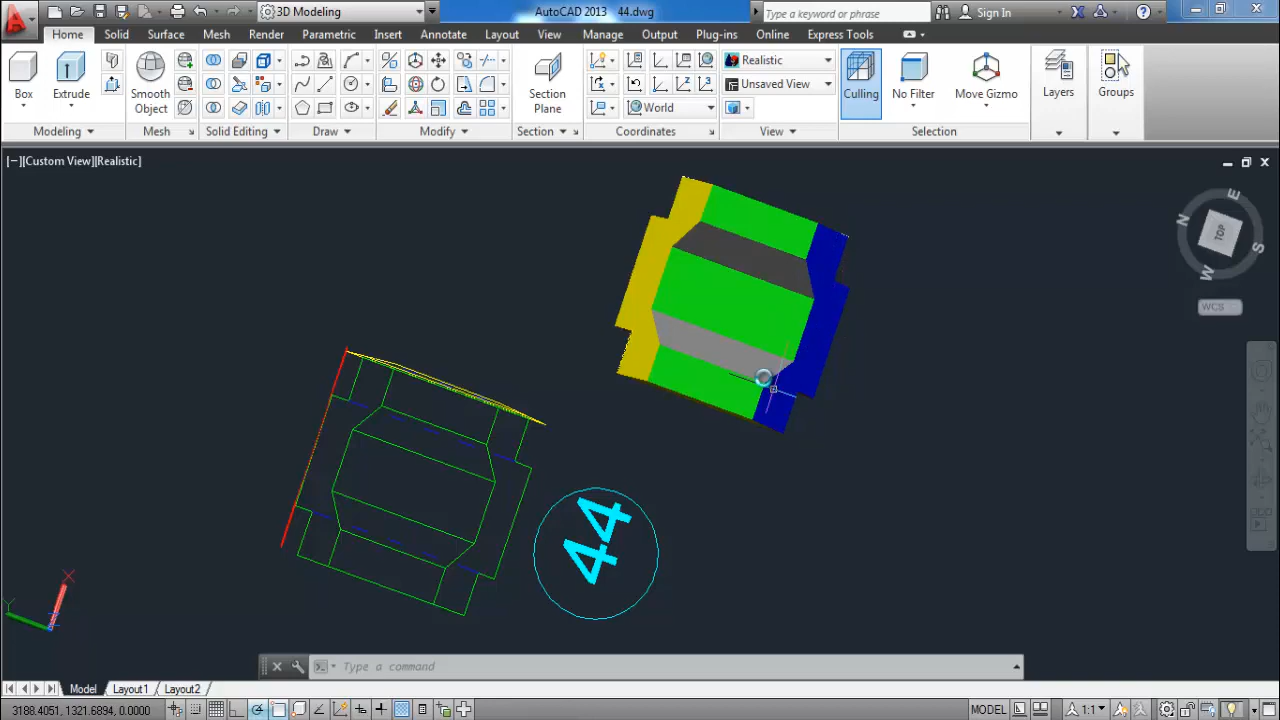 3D Modeling
AutoCAD 2013 44.dwg
Type a keyword or phrase
Sign In
Home Solid Surface Mesh Render Parametric Insert Annotate Layout View Manage Output Plug-ins Online Express Tools
Box
Extrude
Smooth
Object
Section
Plane
World
Realistic
Unsaved View
Culling
No Filter
Move Gizmo
Layers
Groups
Modeling Mesh Solid Editing Draw Modify Section Coordinates View Selection
[−][Custom View][Realistic]
N E S W
TOP
WCS
44
X
Y
Type a command
Model Layout1 Layout2
3188.4051, 1321.6894, 0.0000
MODEL
1:1